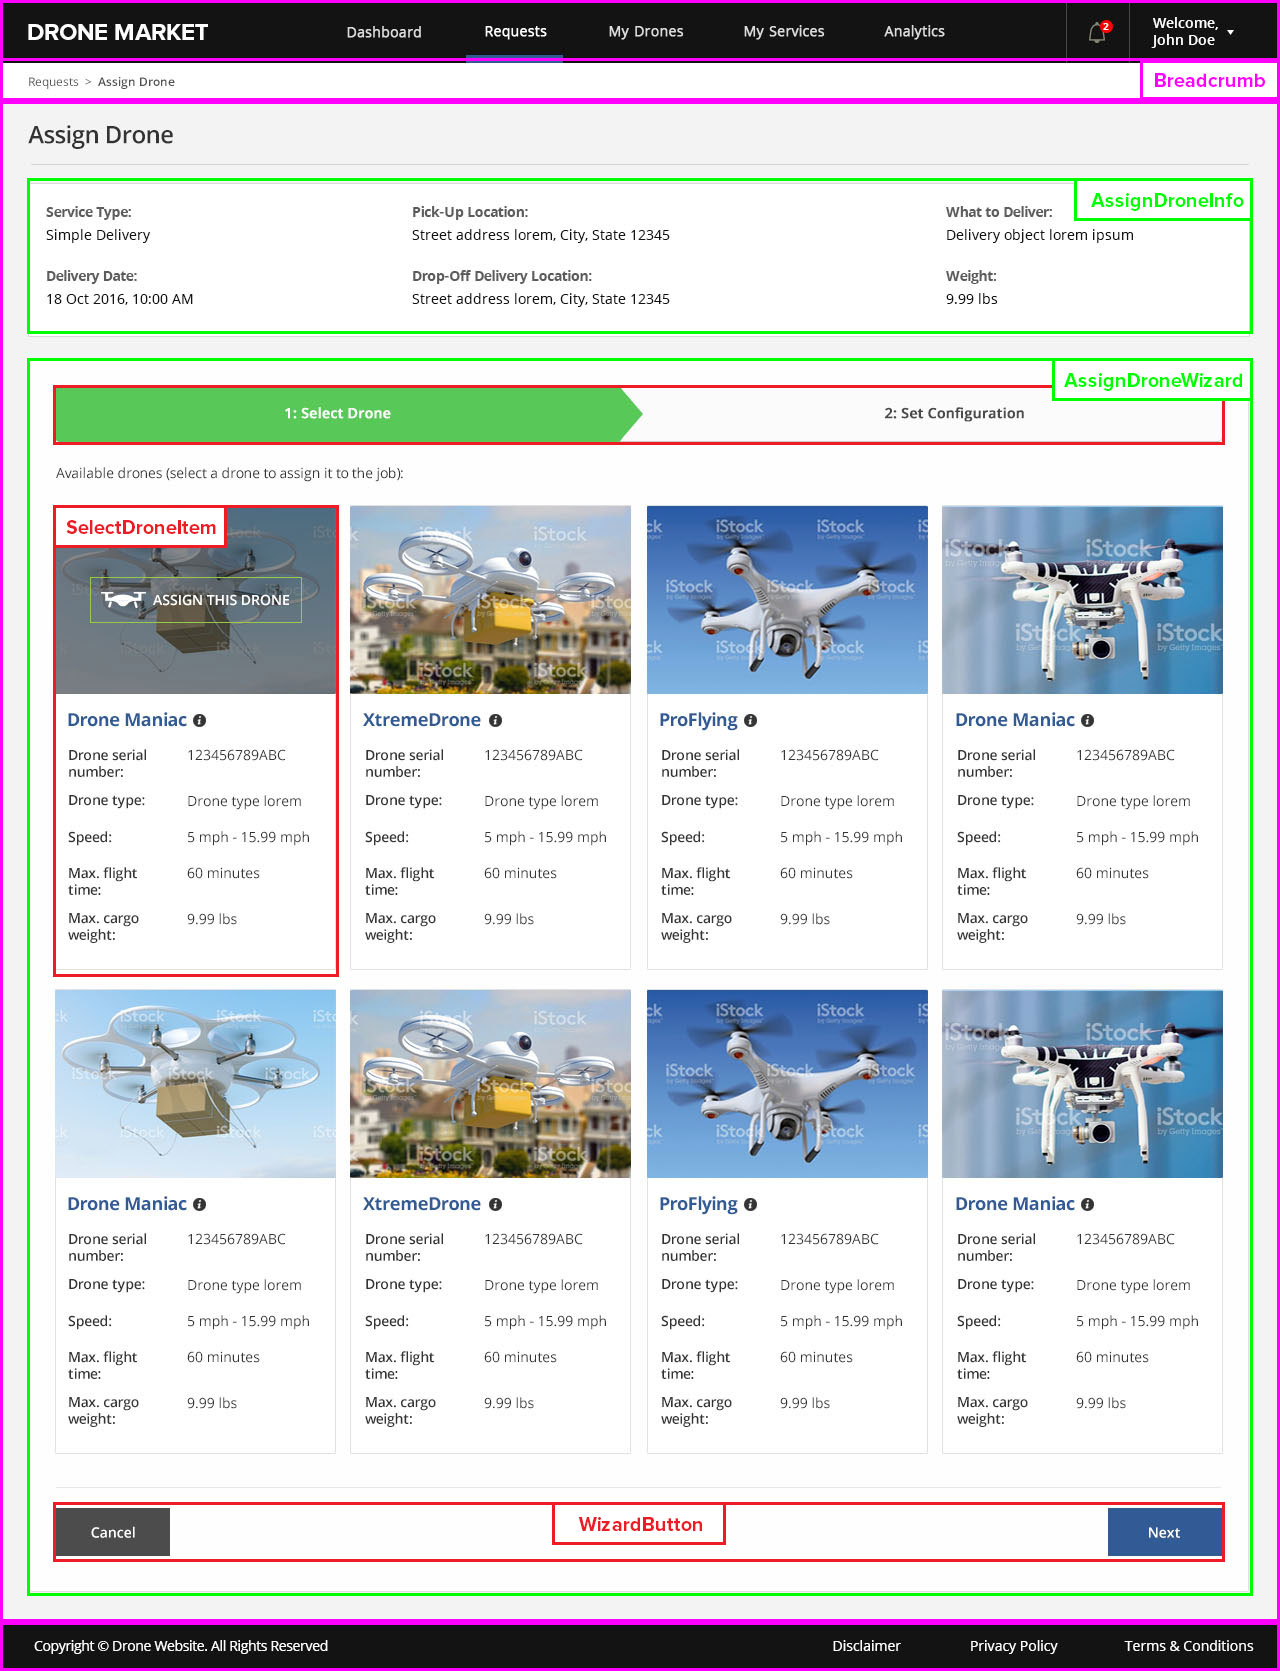 DRONE MARKET
Dashboard
Requests
My Drones
My Services
Analytics
2
Welcome,
John Doe
Requests > Assign Drone
Breadcrumb
Assign Drone
AssignDroneInfo
Service Type:
Simple Delivery
Pick-Up Location:
Street address lorem, City, State 12345
What to Deliver:
Delivery object lorem ipsum
Delivery Date:
18 Oct 2016, 10:00 AM
Drop-Off Delivery Location:
Street address lorem, City, State 12345
Weight:
9.99 lbs
AssignDroneWizard
1: Select Drone
2: Set Configuration
Available drones (select a drone to assign it to the job):
SelectDroneItem
ASSIGN THIS DRONE
iStock
by Getty Images
Drone Maniac
Drone serial number: 123456789ABC
Drone type: Drone type lorem
Speed: 5 mph - 15.99 mph
Max. flight time: 60 minutes
Max. cargo weight: 9.99 lbs
XtremeDrone
Drone serial number: 123456789ABC
Drone type: Drone type lorem
Speed: 5 mph - 15.99 mph
Max. flight time: 60 minutes
Max. cargo weight: 9.99 lbs
ProFlying
Drone serial number: 123456789ABC
Drone type: Drone type lorem
Speed: 5 mph - 15.99 mph
Max. flight time: 60 minutes
Max. cargo weight: 9.99 lbs
Drone Maniac
Drone serial number: 123456789ABC
Drone type: Drone type lorem
Speed: 5 mph - 15.99 mph
Max. flight time: 60 minutes
Max. cargo weight: 9.99 lbs
Drone Maniac
Drone serial number: 123456789ABC
Drone type: Drone type lorem
Speed: 5 mph - 15.99 mph
Max. flight time: 60 minutes
Max. cargo weight: 9.99 lbs
XtremeDrone
Drone serial number: 123456789ABC
Drone type: Drone type lorem
Speed: 5 mph - 15.99 mph
Max. flight time: 60 minutes
Max. cargo weight: 9.99 lbs
ProFlying
Drone serial number: 123456789ABC
Drone type: Drone type lorem
Speed: 5 mph - 15.99 mph
Max. flight time: 60 minutes
Max. cargo weight: 9.99 lbs
Drone Maniac
Drone serial number: 123456789ABC
Drone type: Drone type lorem
Speed: 5 mph - 15.99 mph
Max. flight time: 60 minutes
Max. cargo weight: 9.99 lbs
Cancel
WizardButton
Next
Copyright © Drone Website. All Rights Reserved
Disclaimer
Privacy Policy
Terms & Conditions